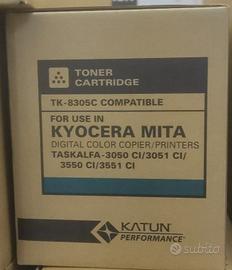 TONER
CARTRIDGE
TK-8305C COMPATIBLE
FOR USE IN
KYOCERA MITA
DIGITAL COLOR COPIER/PRINTERS
TASKALFA-3050 CI/3051 CI/
3550 CI/3551 CI
KATUN
PERFORMANCE
subito